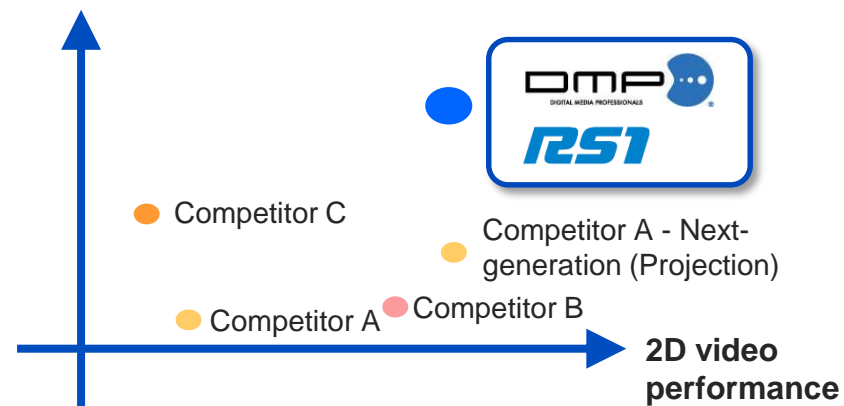 DMP
DIGITAL MEDIA PROFESSIONALS
®
RS1
Competitor C
Competitor A - Next-
generation (Projection)
Competitor A
Competitor B
2D video
performance